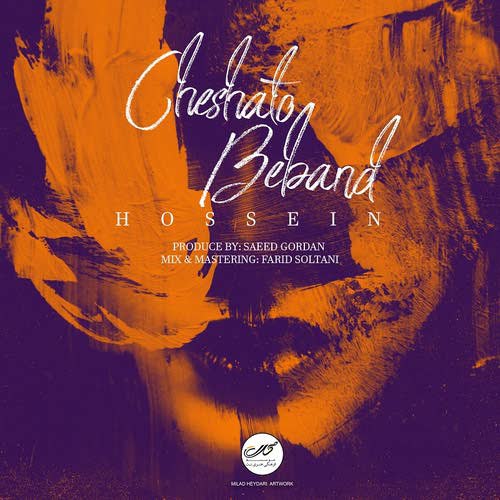 Cheshato
Beband
HOSSEIN
PRODUCE BY: SAEED GORDAN
MIX & MASTERING: FARID SOLTANI
MILAD HEYDARI ARTWORK